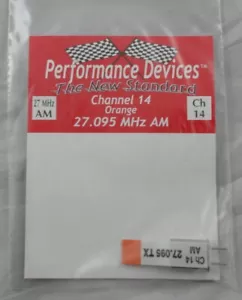 Performance Devices™
The New Standard
27 MHz
AM
Channel 14
Orange
27.095 MHz AM
Ch
14
Ch 14
AM
27.095 TX